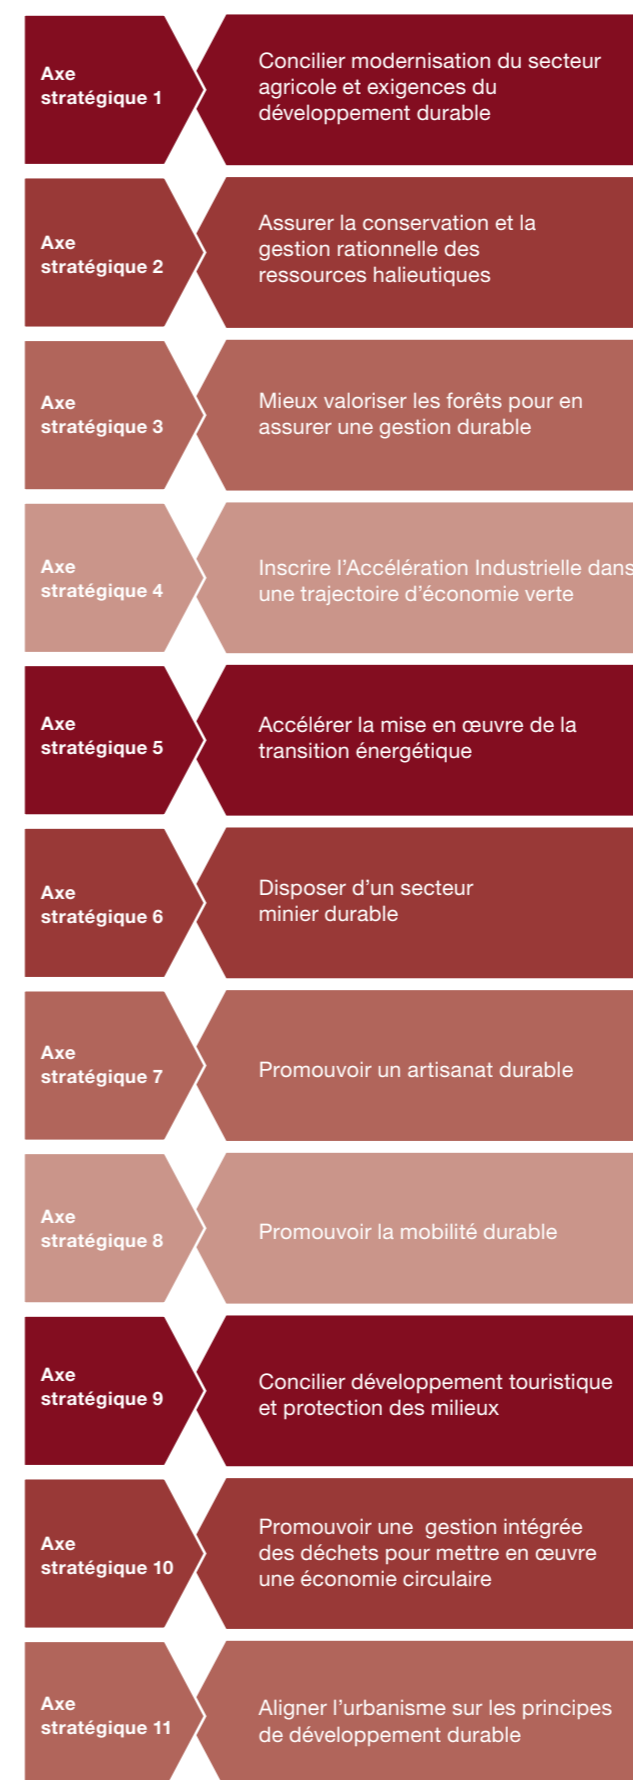 Axe
stratégique 1
Concilier modernisation du secteur
agricole et exigences du
développement durable
Axe
stratégique 2
Assurer la conservation et la
gestion rationnelle des
ressources halieutiques
Axe
stratégique 3
Mieux valoriser les forêts pour en
assurer une gestion durable
Axe
stratégique 4
Inscrire l’Accélération Industrielle dans
une trajectoire d’économie verte
Axe
stratégique 5
Accélérer la mise en œuvre de la
transition énergétique
Axe
stratégique 6
Disposer d’un secteur
minier durable
Axe
stratégique 7
Promouvoir un artisanat durable
Axe
stratégique 8
Promouvoir la mobilité durable
Axe
stratégique 9
Concilier développement touristique
et protection des milieux
Axe
stratégique 10
Promouvoir une  gestion intégrée
des déchets pour mettre en œuvre
une économie circulaire
Axe
stratégique 11
Aligner l’urbanisme sur les principes
de développement durable